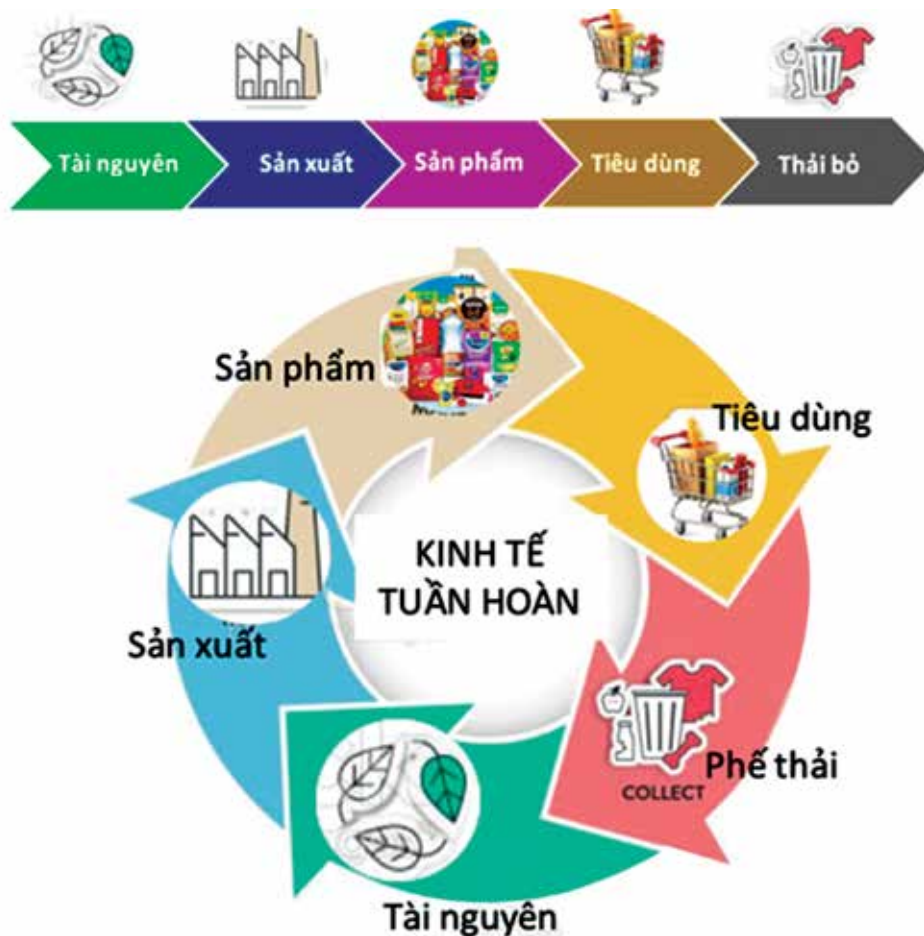 Tài nguyên
Sản xuất
Sản phẩm
Tiêu dùng
Thải bỏ
Sản phẩm
Tiêu dùng
KINH TẾ
TUẦN HOÀN
Sản xuất
COLLECT
Phế thải
Tài nguyên